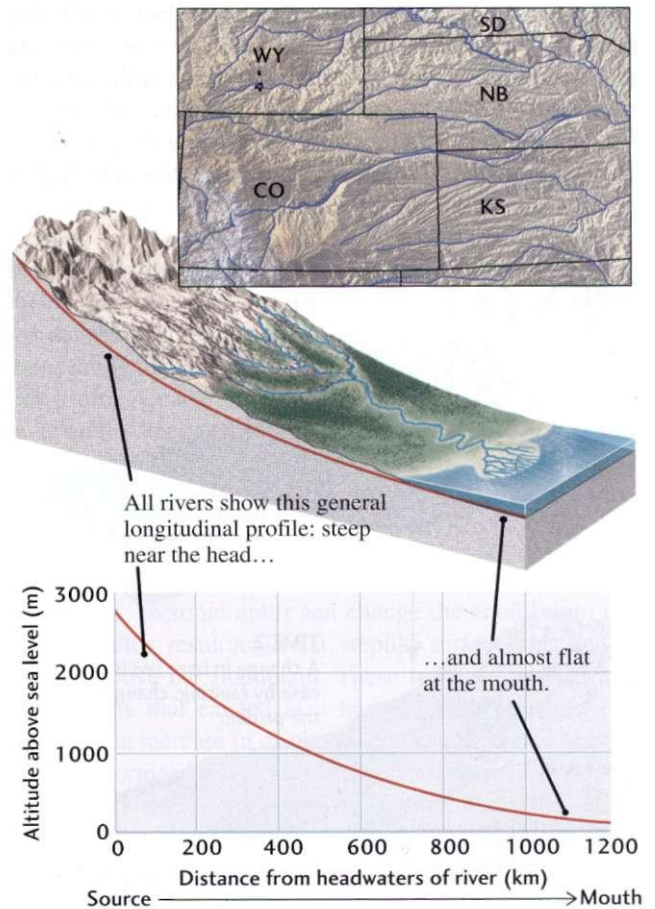 SD
WY
NB
CO
KS
All rivers show this general
longitudinal profile: steep
near the head…
…and almost flat
at the mouth.
Altitude above sea level (m)
3000
2000
1000
0
0 200 400 600 800 1000 1200
Distance from headwaters of river (km)
Source Mouth